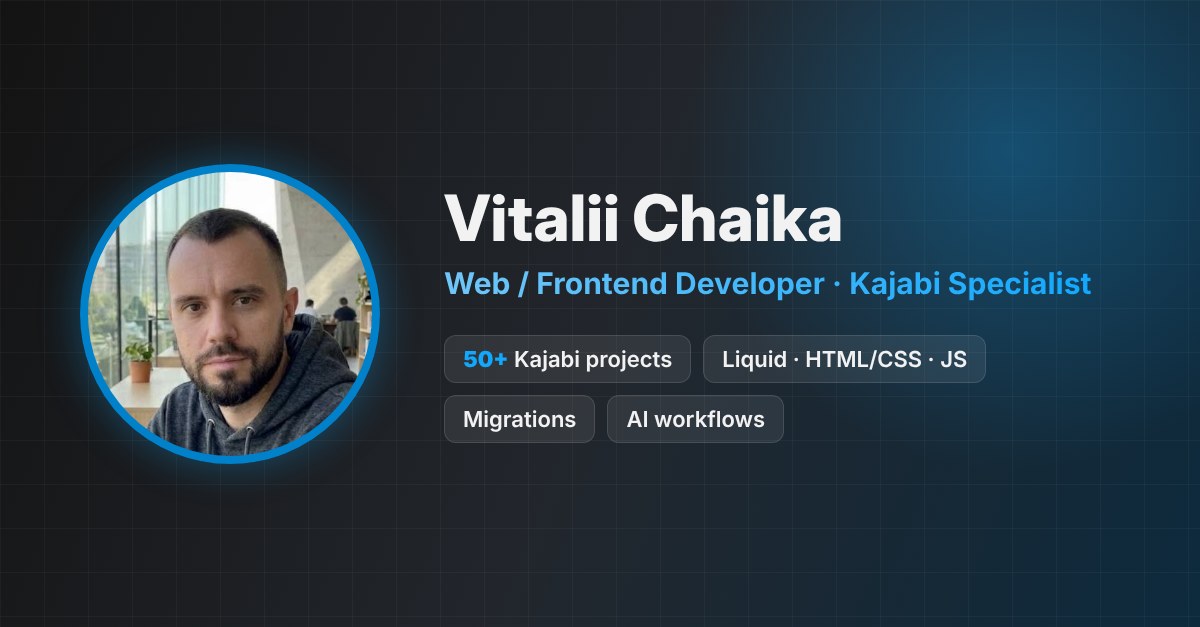 Vitalii Chaika
Web / Frontend Developer · Kajabi Specialist
50+ Kajabi projects
Liquid · HTML/CSS · JS
Migrations
AI workflows